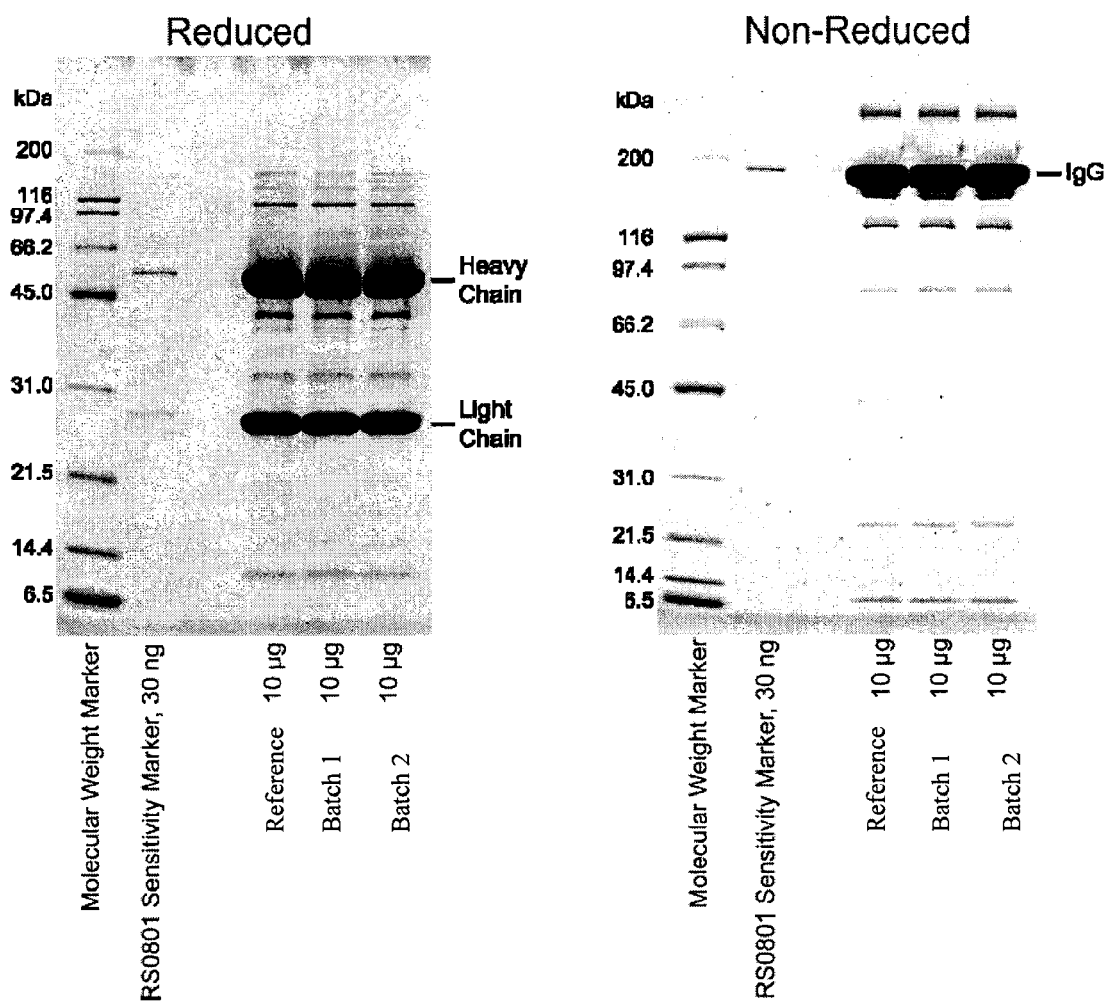 Reduced
kDa
200
116
97.4
66.2
45.0
31.0
21.5
14.4
6.5
Heavy
Chain
Light
Chain
Molecular Weight Marker
RS0801 Sensitivity Marker, 30 ng
Reference 10 µg
Batch 1 10 µg
Batch 2 10 µg
Non-Reduced
kDa
200
116
97.4
66.2
45.0
31.0
21.5
14.4
6.5
IgG
Molecular Weight Marker
RS0801 Sensitivity Marker, 30 ng
Reference 10 µg
Batch 1 10 µg
Batch 2 10 µg